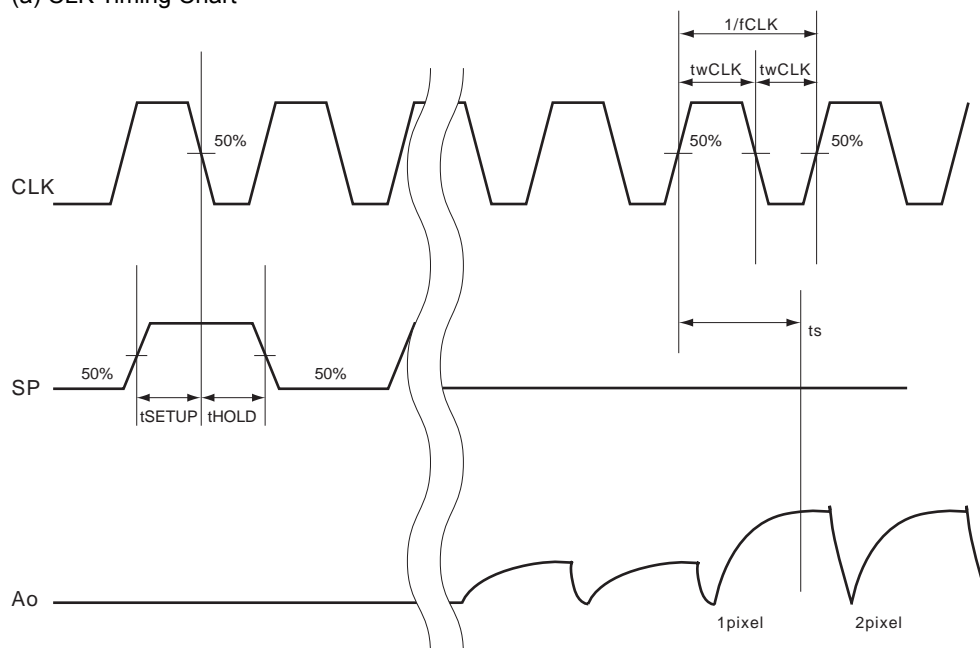 (a) CLK Timing Chart
1/fCLK
twCLK twCLK
50% 50% 50%
CLK
ts
50% 50%
SP
tSETUP tHOLD
Ao
1pixel 2pixel